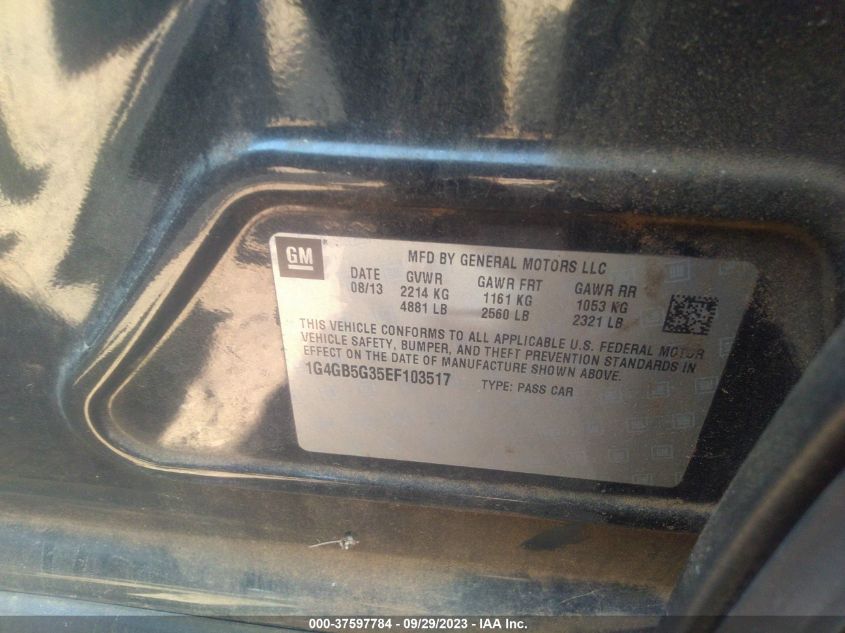 GM
MFD BY GENERAL MOTORS LLC
DATE GVWR GAWR FRT GAWR RR
08/13 2214 KG 1161 KG 1053 KG
4881 LB 2560 LB 2321 LB
THIS VEHICLE CONFORMS TO ALL APPLICABLE U.S. FEDERAL MOTOR
VEHICLE SAFETY, BUMPER, AND THEFT PREVENTION STANDARDS IN
EFFECT ON THE DATE OF MANUFACTURE SHOWN ABOVE.
1G4GB5G35EF103517 TYPE: PASS CAR
000-37597784 - 09/29/2023 - IAA Inc.